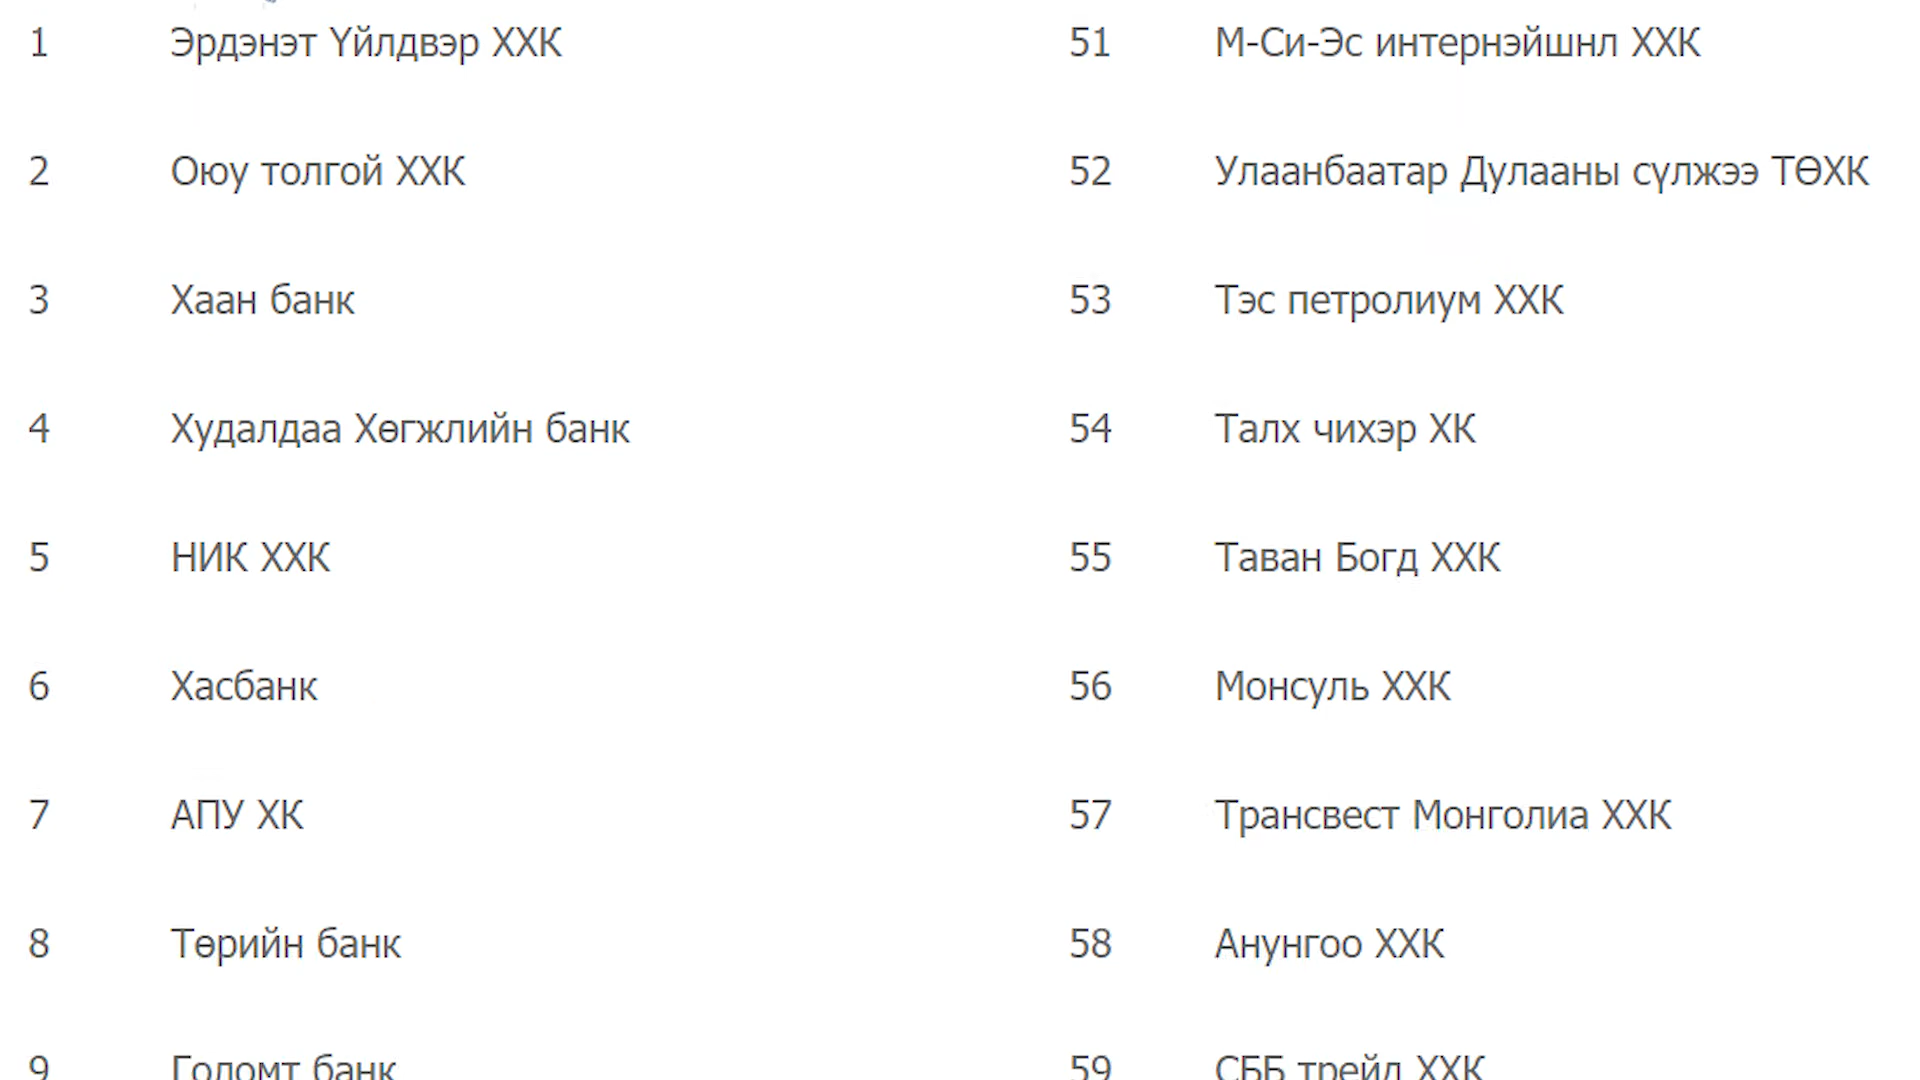 1 Эрдэнэт Үйлдвэр ХХК
2 Оюу толгой ХХК
3 Хаан банк
4 Худалдаа Хөгжлийн банк
5 НИК ХХК
6 Хасбанк
7 АПУ ХК
8 Төрийн банк
9 Голомт банк
51 М-Си-Эс интернэйшнл ХХК
52 Улаанбаатар Дулааны сүлжээ ТӨХК
53 Тэс петролиум ХХК
54 Талх чихэр ХК
55 Таван Богд ХХК
56 Монсуль ХХК
57 Трансвест Монголиа ХХК
58 Анунгоо ХХК
59 СББ трейд ХХК